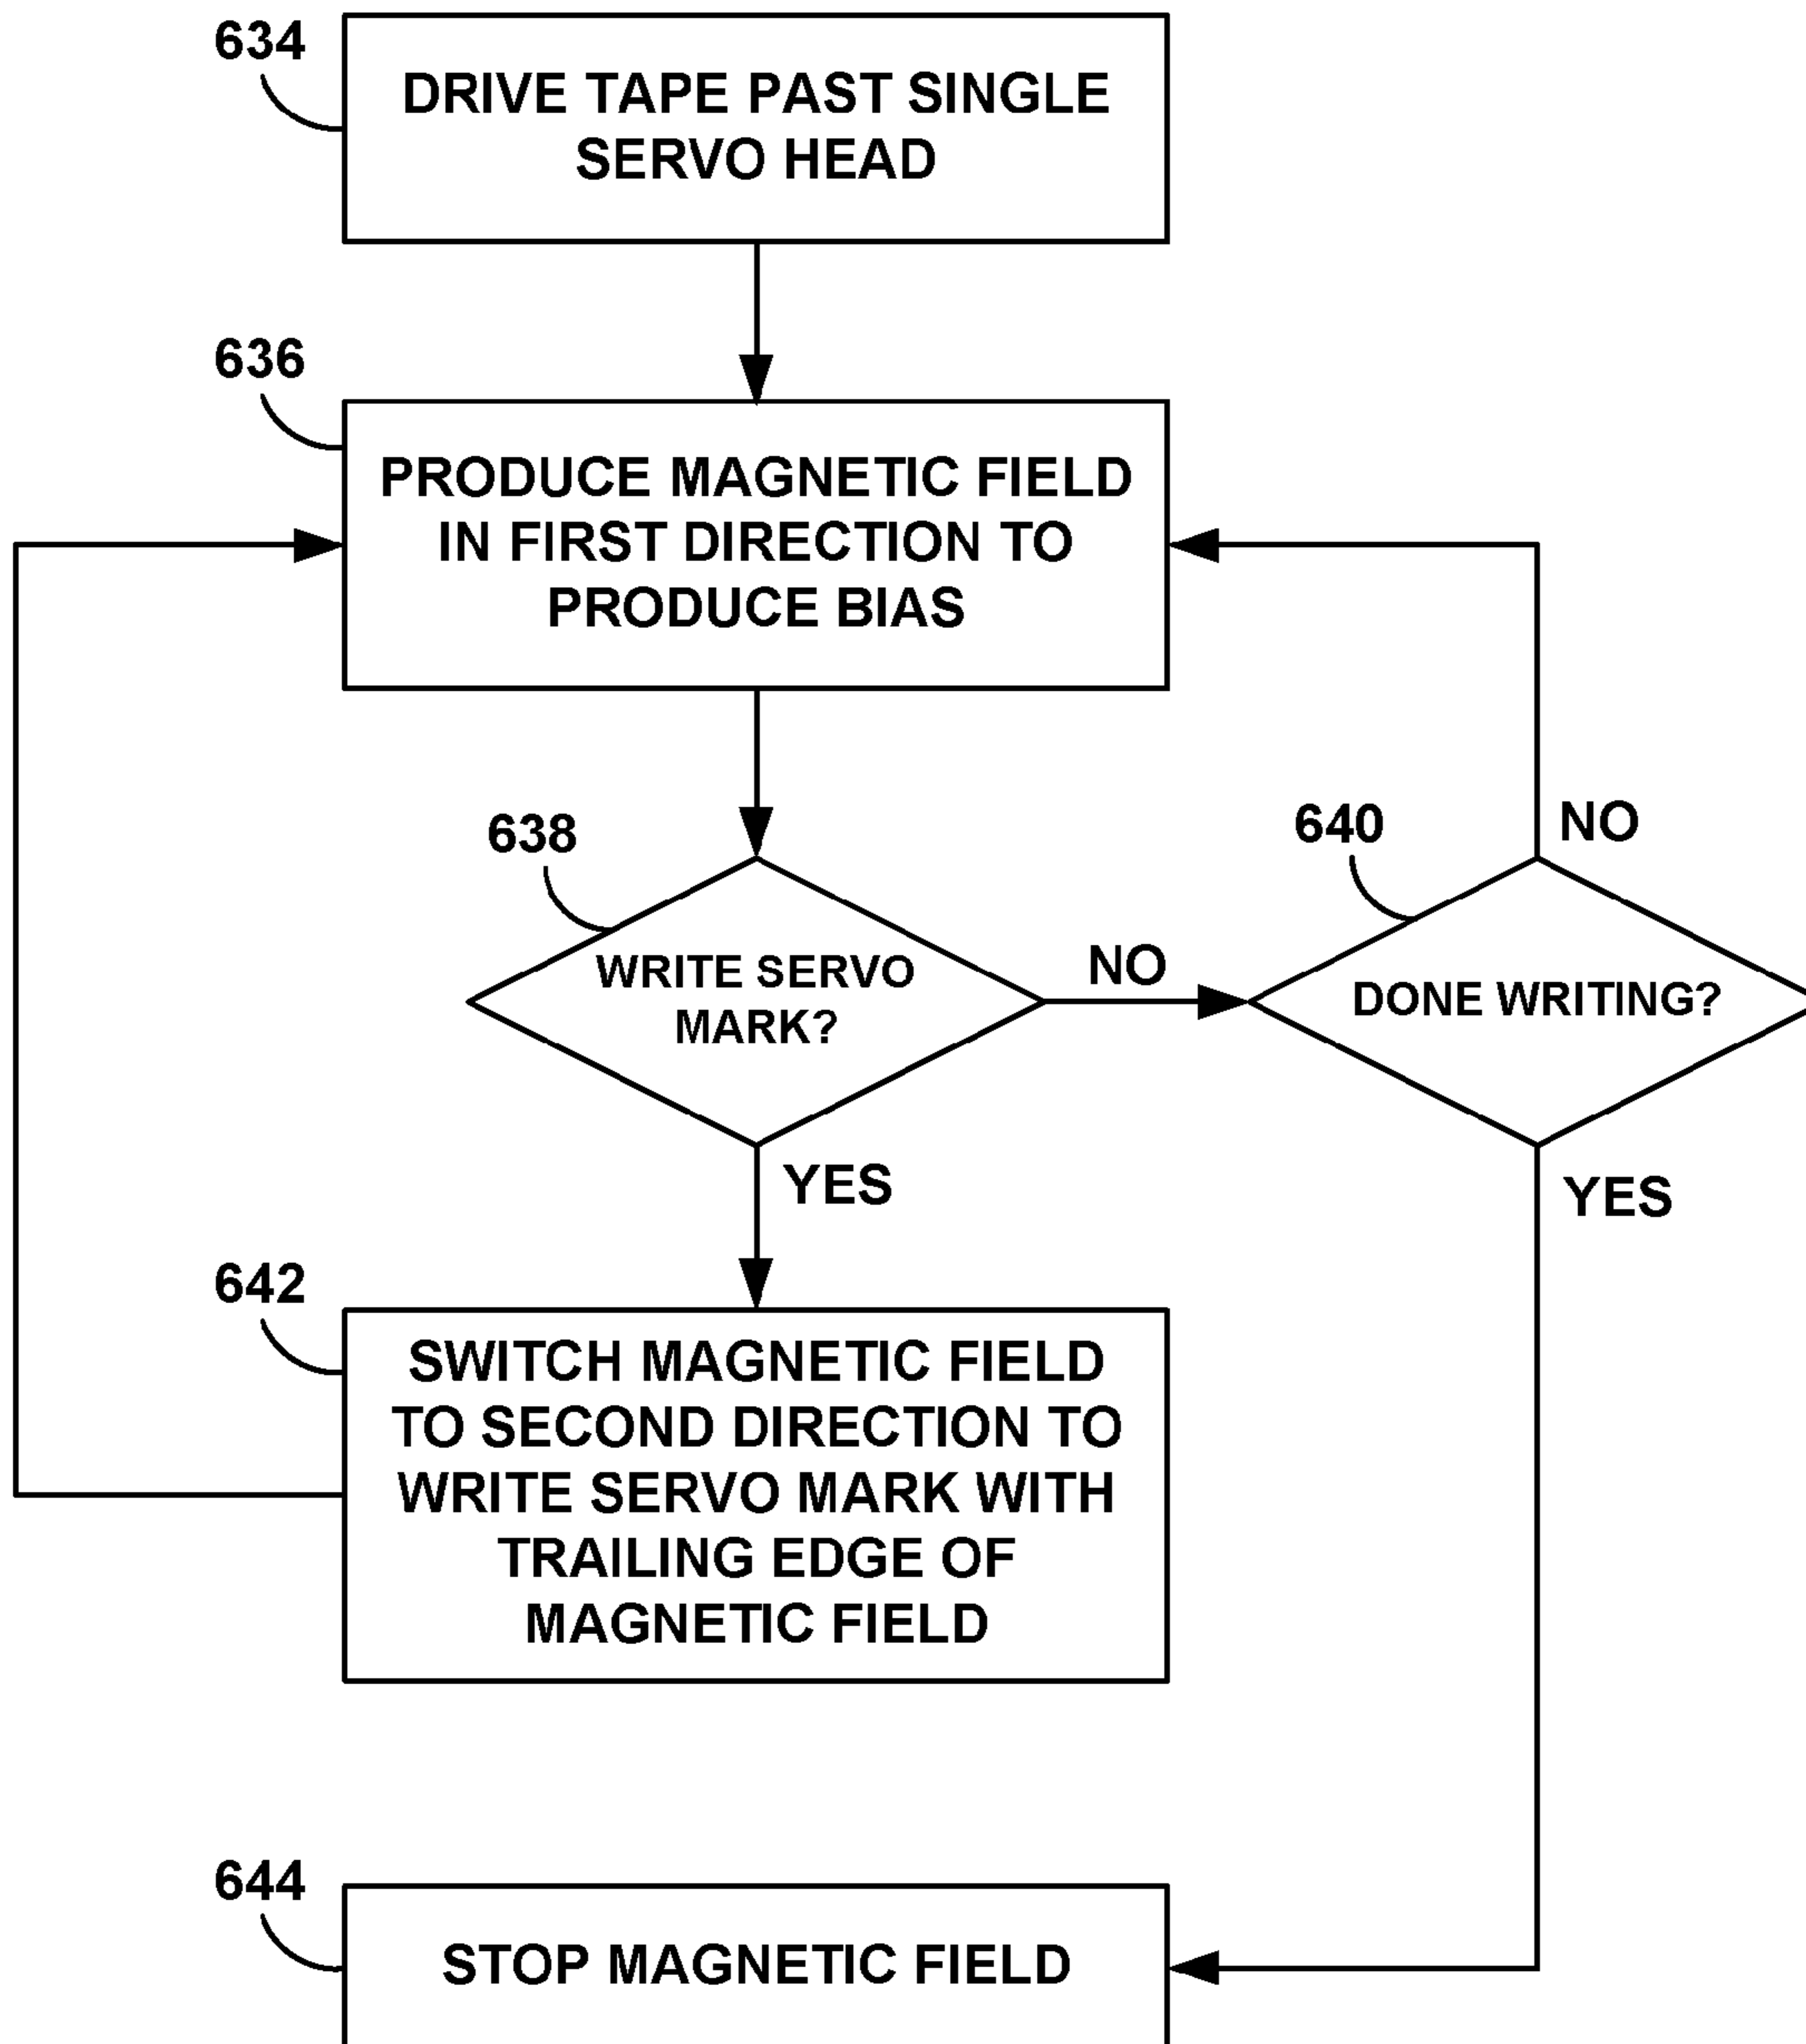 634
DRIVE TAPE PAST SINGLE
SERVO HEAD
636
PRODUCE MAGNETIC FIELD
IN FIRST DIRECTION TO
PRODUCE BIAS
638
WRITE SERVO
MARK?
NO
640
DONE WRITING?
NO
YES
YES
642
SWITCH MAGNETIC FIELD
TO SECOND DIRECTION TO
WRITE SERVO MARK WITH
TRAILING EDGE OF
MAGNETIC FIELD
644
STOP MAGNETIC FIELD